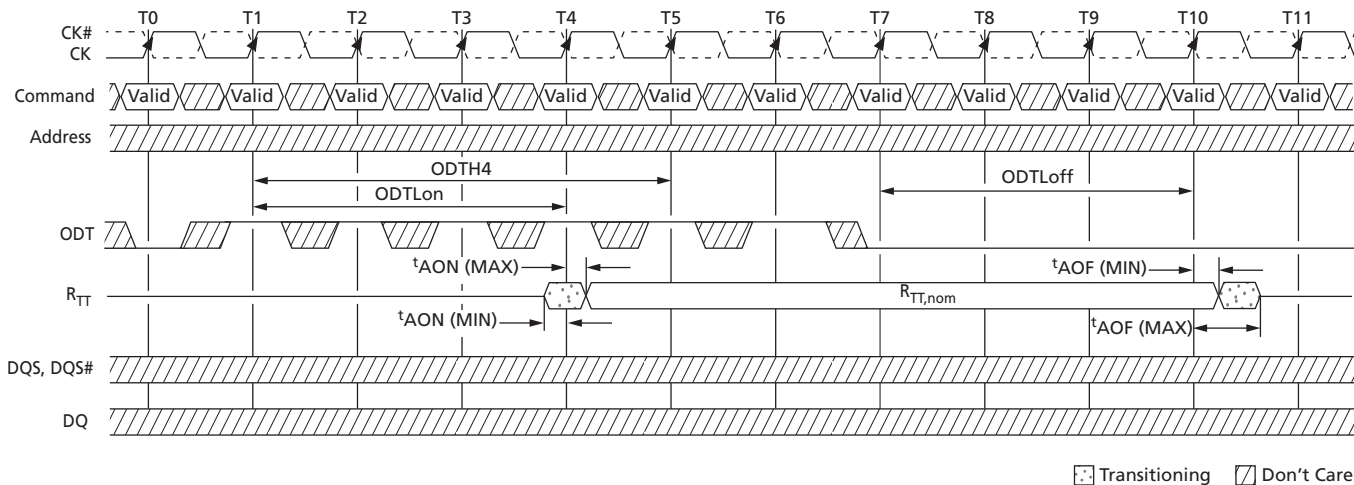 T0 T1 T2 T3 T4 T5 T6 T7 T8 T9 T10 T11
CK#
CK
Command Valid Valid Valid Valid Valid Valid Valid Valid Valid Valid Valid Valid
Address
ODTH4
ODTLoff
ODTLon
ODT
tAON (MAX) tAOF (MIN)
RTT RTT,nom
tAON (MIN) tAOF (MAX)
DQS, DQS#
DQ
Transitioning Don't Care